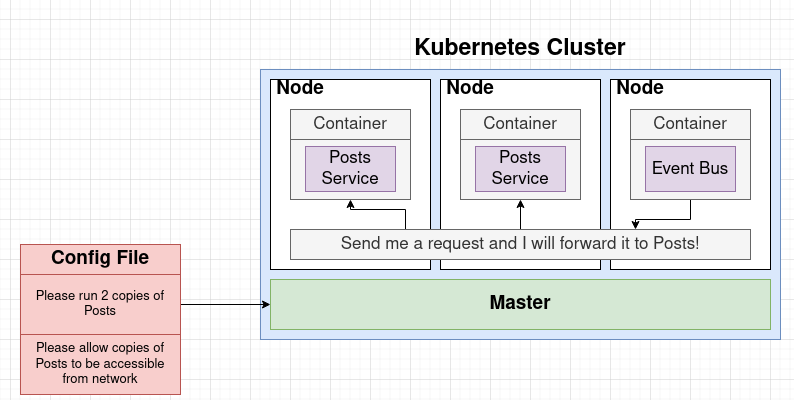 Kubernetes Cluster
Node
Node
Node
Container
Container
Container
Posts
Service
Posts
Service
Event Bus
Send me a request and I will forward it to Posts!
Config File
Please run 2 copies of
Posts
Please allow copies of
Posts to be accessible
from network
Master